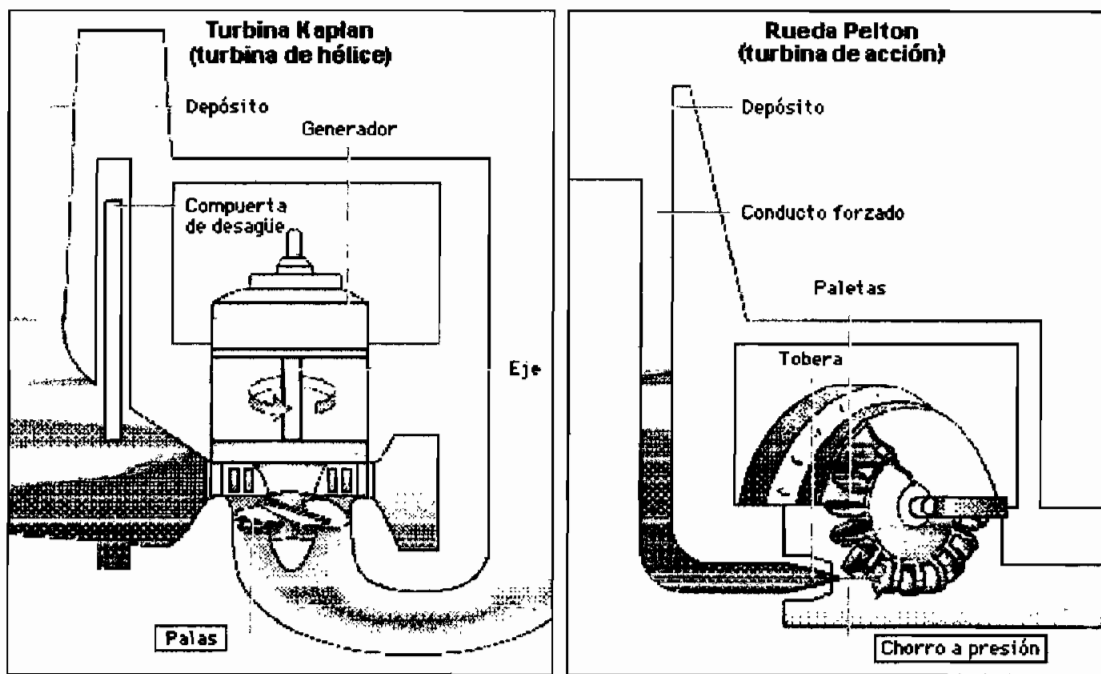 Turbina Kaplan
(turbina de hélice)
Depósito
Generador
Compuerta
de desagüe
Eje
Palas
Rueda Pelton
(turbina de acción)
Depósito
Conducto forzado
Paletas
Tobera
Chorro a presión